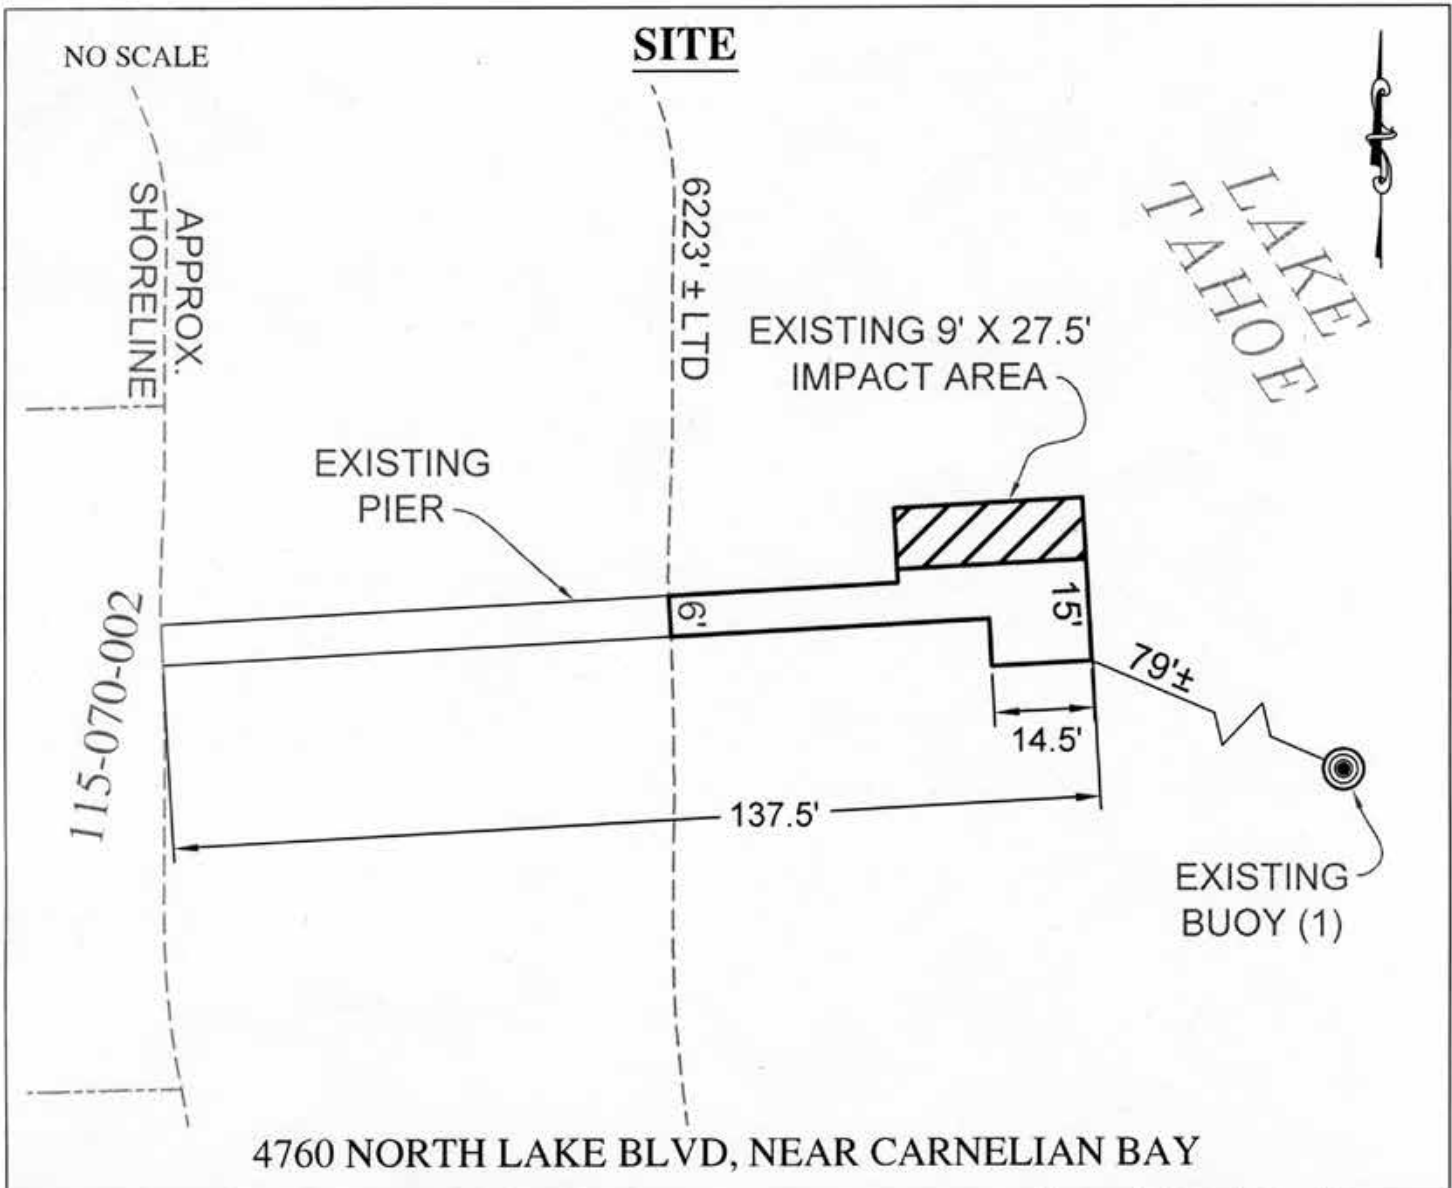 NO SCALE
SITE
APPROX.
SHORELINE
6223' ± LTD
LAKE
TAHOE
EXISTING 9' X 27.5'
IMPACT AREA
EXISTING
PIER
6'
15'
115-070-002
79'±
14.5'
137.5'
EXISTING
BUOY (1)
4760 NORTH LAKE BLVD, NEAR CARNELIAN BAY